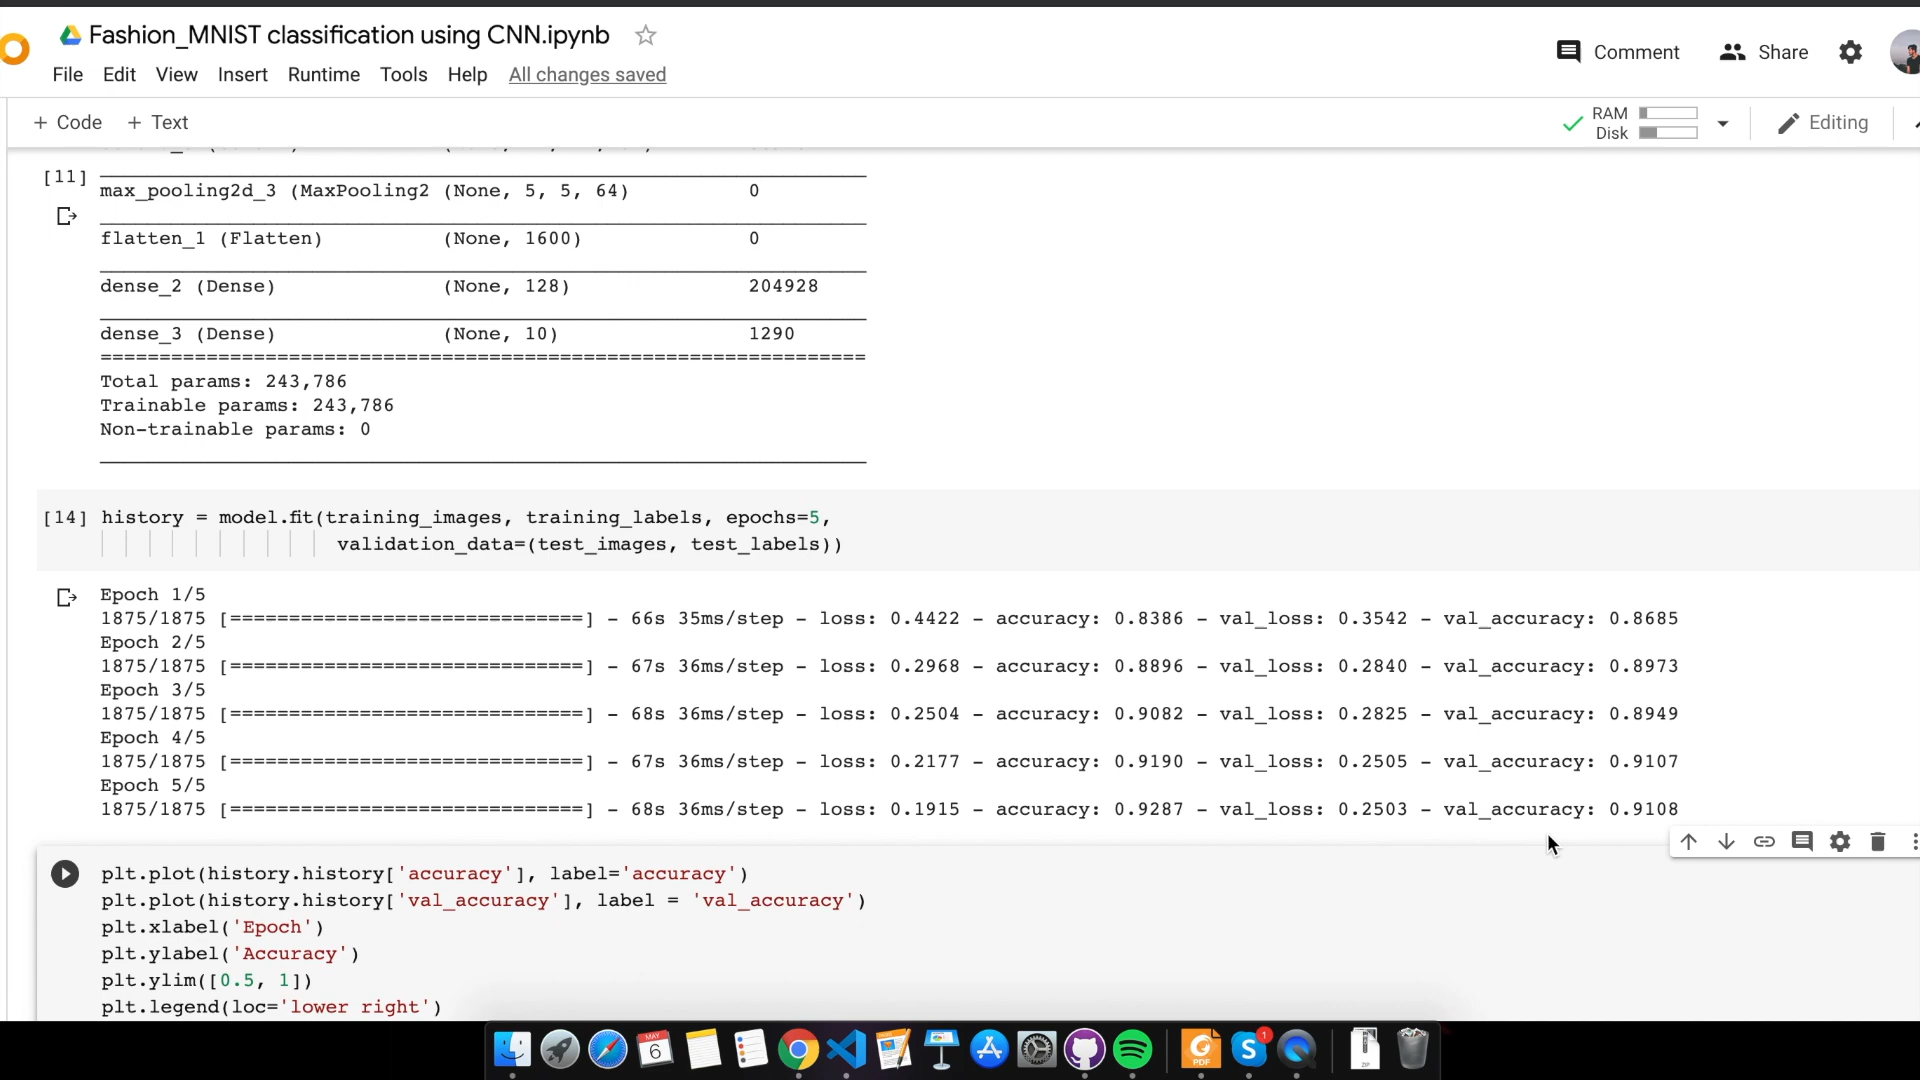 Fashion_MNIST classification using CNN.ipynb
File Edit View Insert Runtime Tools Help All changes saved
Comment Share
+ Code + Text
RAM
Disk
Editing
[11]
max_pooling2d_3 (MaxPooling2 (None, 5, 5, 64) 0
flatten_1 (Flatten) (None, 1600) 0
dense_2 (Dense) (None, 128) 204928
dense_3 (Dense) (None, 10) 1290
=================================================================
Total params: 243,786
Trainable params: 243,786
Non-trainable params: 0
[14] history = model.fit(training_images, training_labels, epochs=5,
validation_data=(test_images, test_labels))
Epoch 1/5
1875/1875 [==============================] - 66s 35ms/step - loss: 0.4422 - accuracy: 0.8386 - val_loss: 0.3542 - val_accuracy: 0.8685
Epoch 2/5
1875/1875 [==============================] - 67s 36ms/step - loss: 0.2968 - accuracy: 0.8896 - val_loss: 0.2840 - val_accuracy: 0.8973
Epoch 3/5
1875/1875 [==============================] - 68s 36ms/step - loss: 0.2504 - accuracy: 0.9082 - val_loss: 0.2825 - val_accuracy: 0.8949
Epoch 4/5
1875/1875 [==============================] - 67s 36ms/step - loss: 0.2177 - accuracy: 0.9190 - val_loss: 0.2505 - val_accuracy: 0.9107
Epoch 5/5
1875/1875 [==============================] - 68s 36ms/step - loss: 0.1915 - accuracy: 0.9287 - val_loss: 0.2503 - val_accuracy: 0.9108
plt.plot(history.history['accuracy'], label='accuracy')
plt.plot(history.history['val_accuracy'], label = 'val_accuracy')
plt.xlabel('Epoch')
plt.ylabel('Accuracy')
plt.ylim([0.5, 1])
plt.legend(loc='lower right')
MAY
6
PDF
1
ZIP